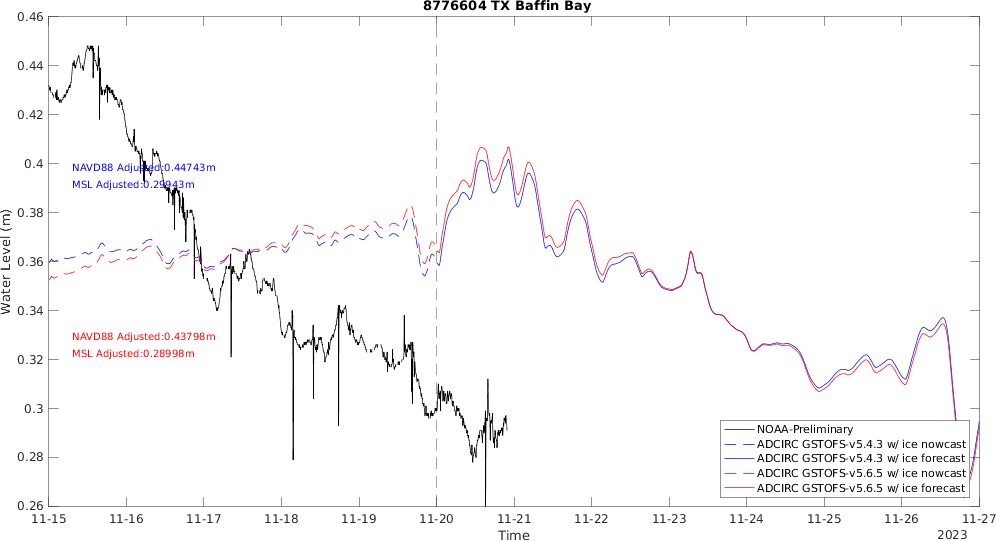 8776604 TX Baffin Bay
Water Level (m)
0.46
0.44
0.42
0.4
0.38
0.36
0.34
0.32
0.3
0.28
0.26
NAVD88 Adjusted:0.44743m
MSL Adjusted:0.29943m
NAVD88 Adjusted:0.43798m
MSL Adjusted:0.28998m
NOAA-Preliminary
ADCIRC GSTOFS-v5.4.3 w/ ice nowcast
ADCIRC GSTOFS-v5.4.3 w/ ice forecast
ADCIRC GSTOFS-v5.6.5 w/ ice nowcast
ADCIRC GSTOFS-v5.6.5 w/ ice forecast
11-15 11-16 11-17 11-18 11-19 11-20 11-21 11-22 11-23 11-24 11-25 11-26 11-27
Time
2023